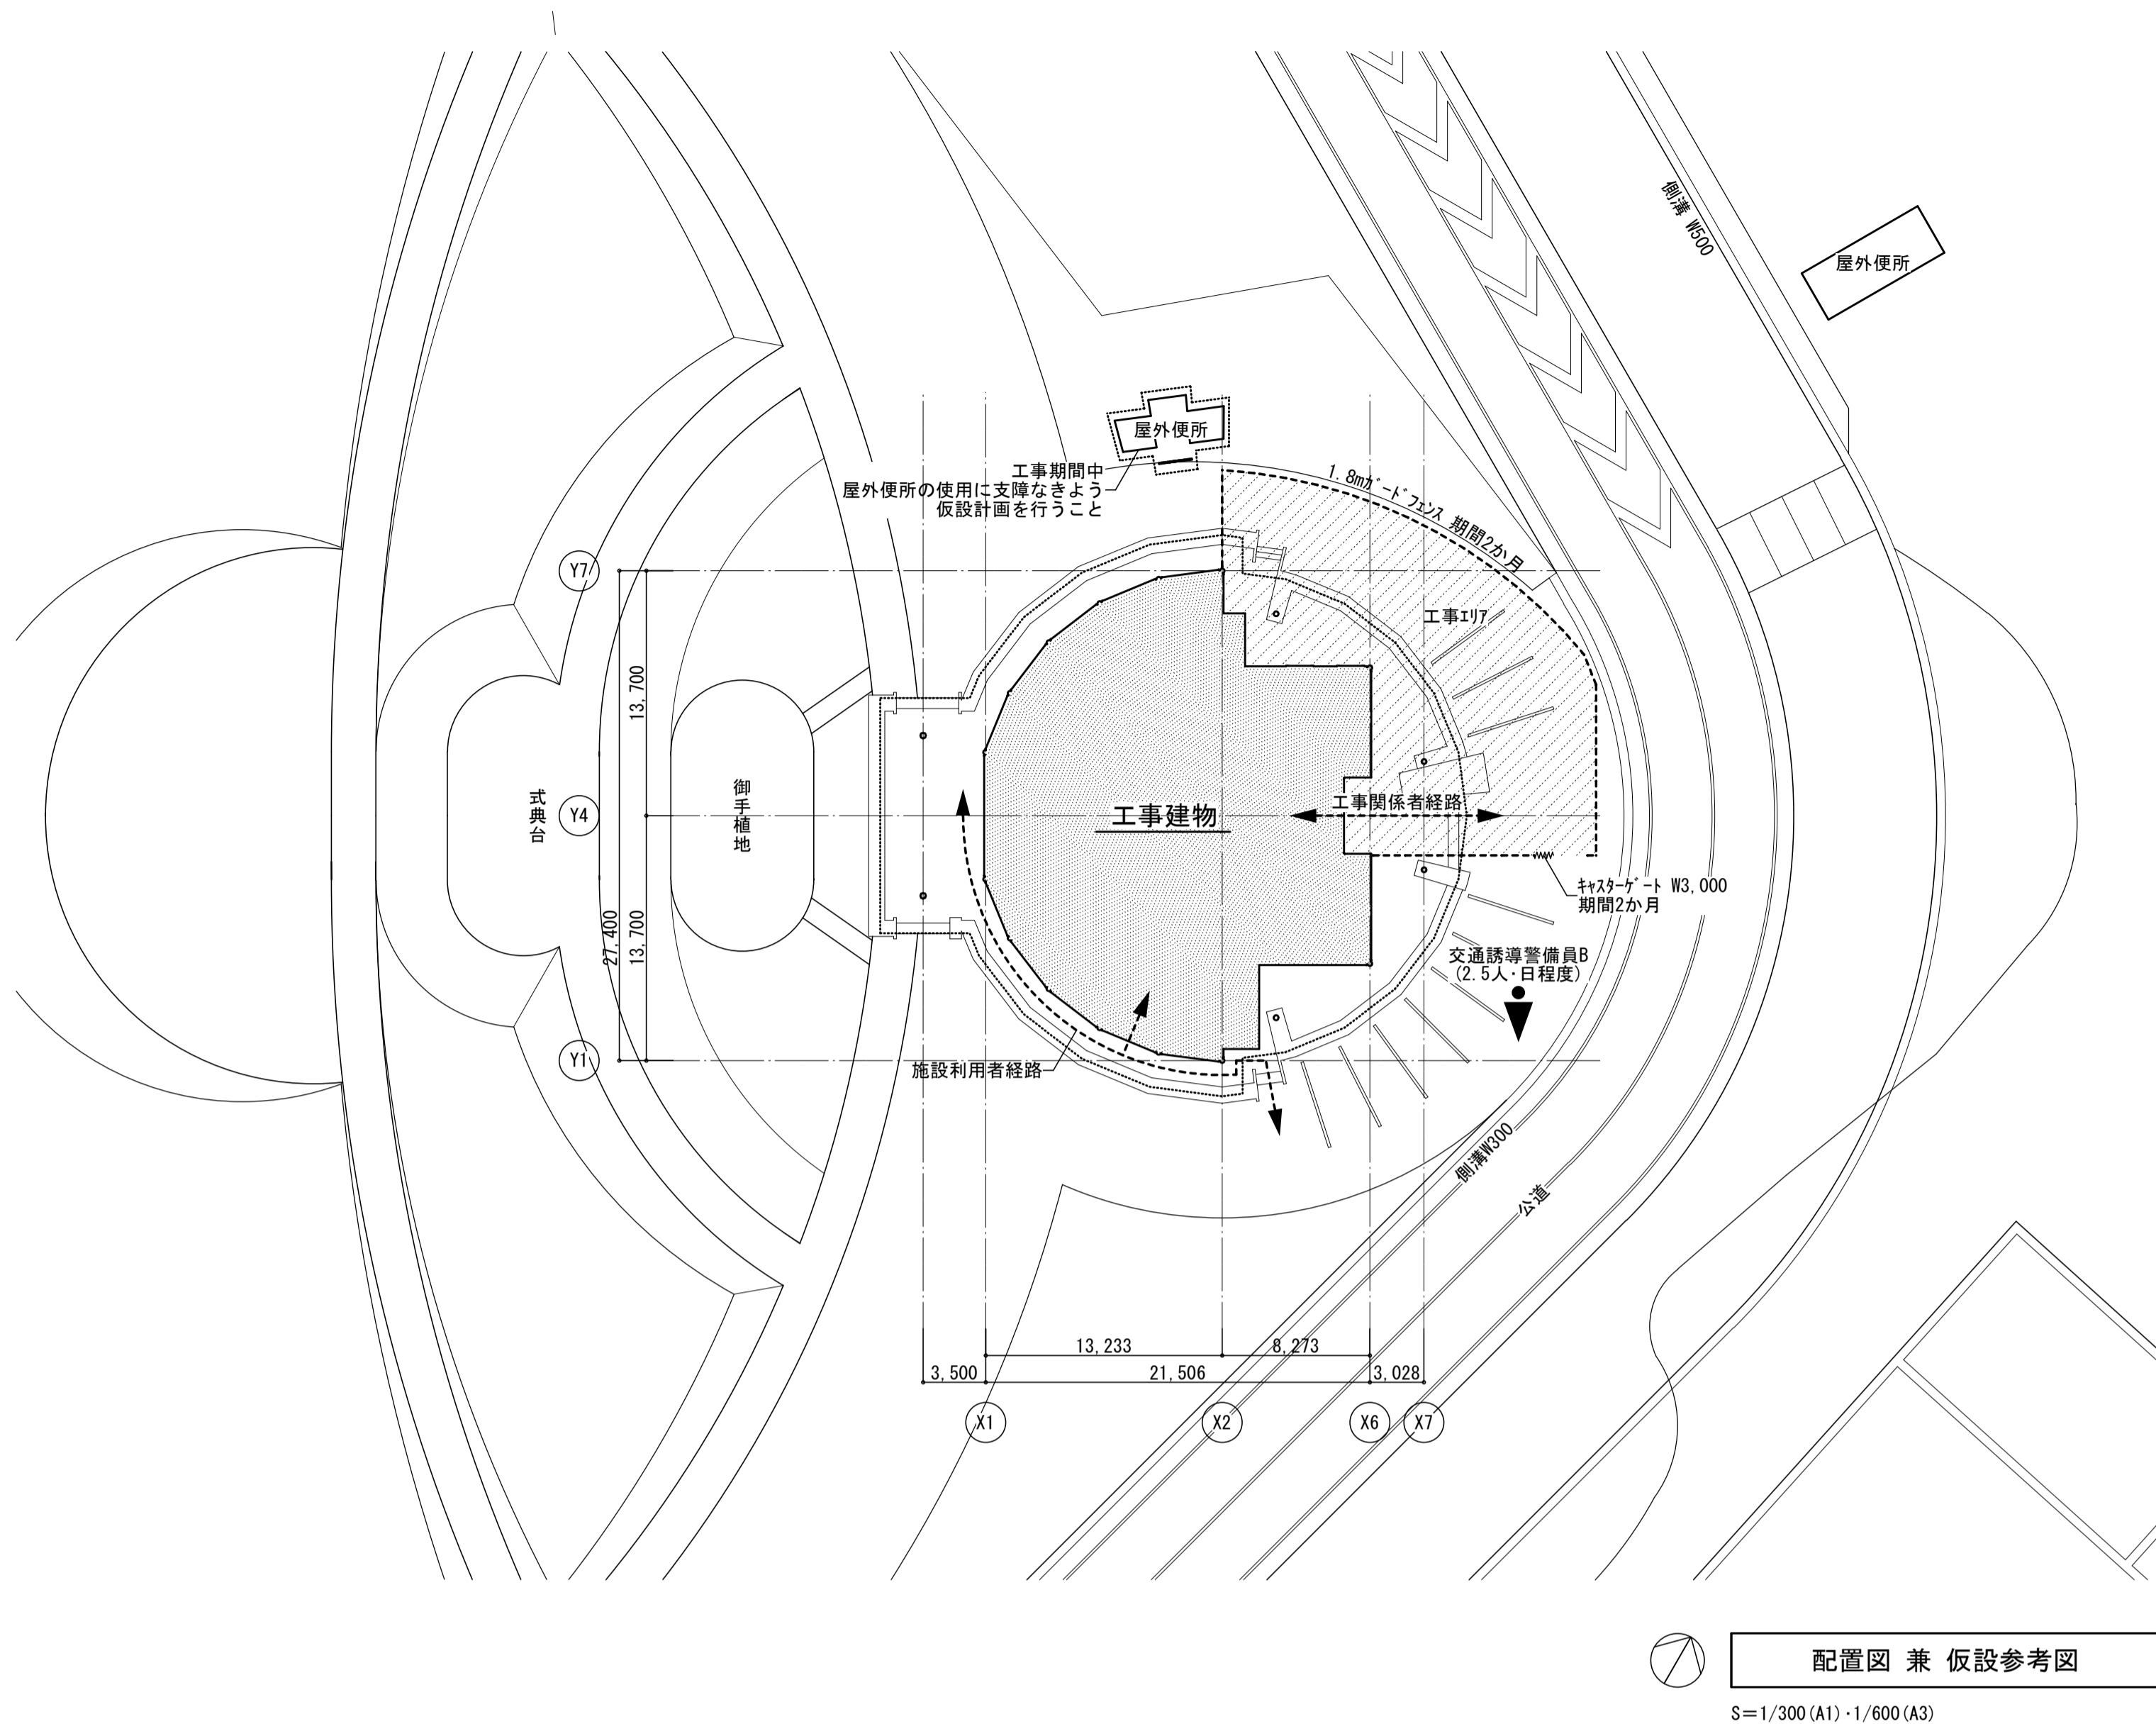 側溝 W500
屋外便所
屋外便所
工事期間中
屋外便所の使用に支障なきよう
仮設計画を行うこと
1.8mｶﾞｰﾄﾞﾌｪﾝｽ 期間2か月
工事ｴﾘｱ
Y7
13,700
式典台
Y4
御手植地
工事建物
工事関係者経路
ｷｬｽﾀｰｹﾞｰﾄ W3,000
期間2か月
27,400
13,700
交通誘導警備員B
(2.5人･日程度)
Y1
施設利用者経路
側溝W300
公道
13,233
8,273
3,500
21,506
3,028
X1
X2
X6
X7
配置図 兼 仮設参考図
S＝1/300(A1)･1/600(A3)